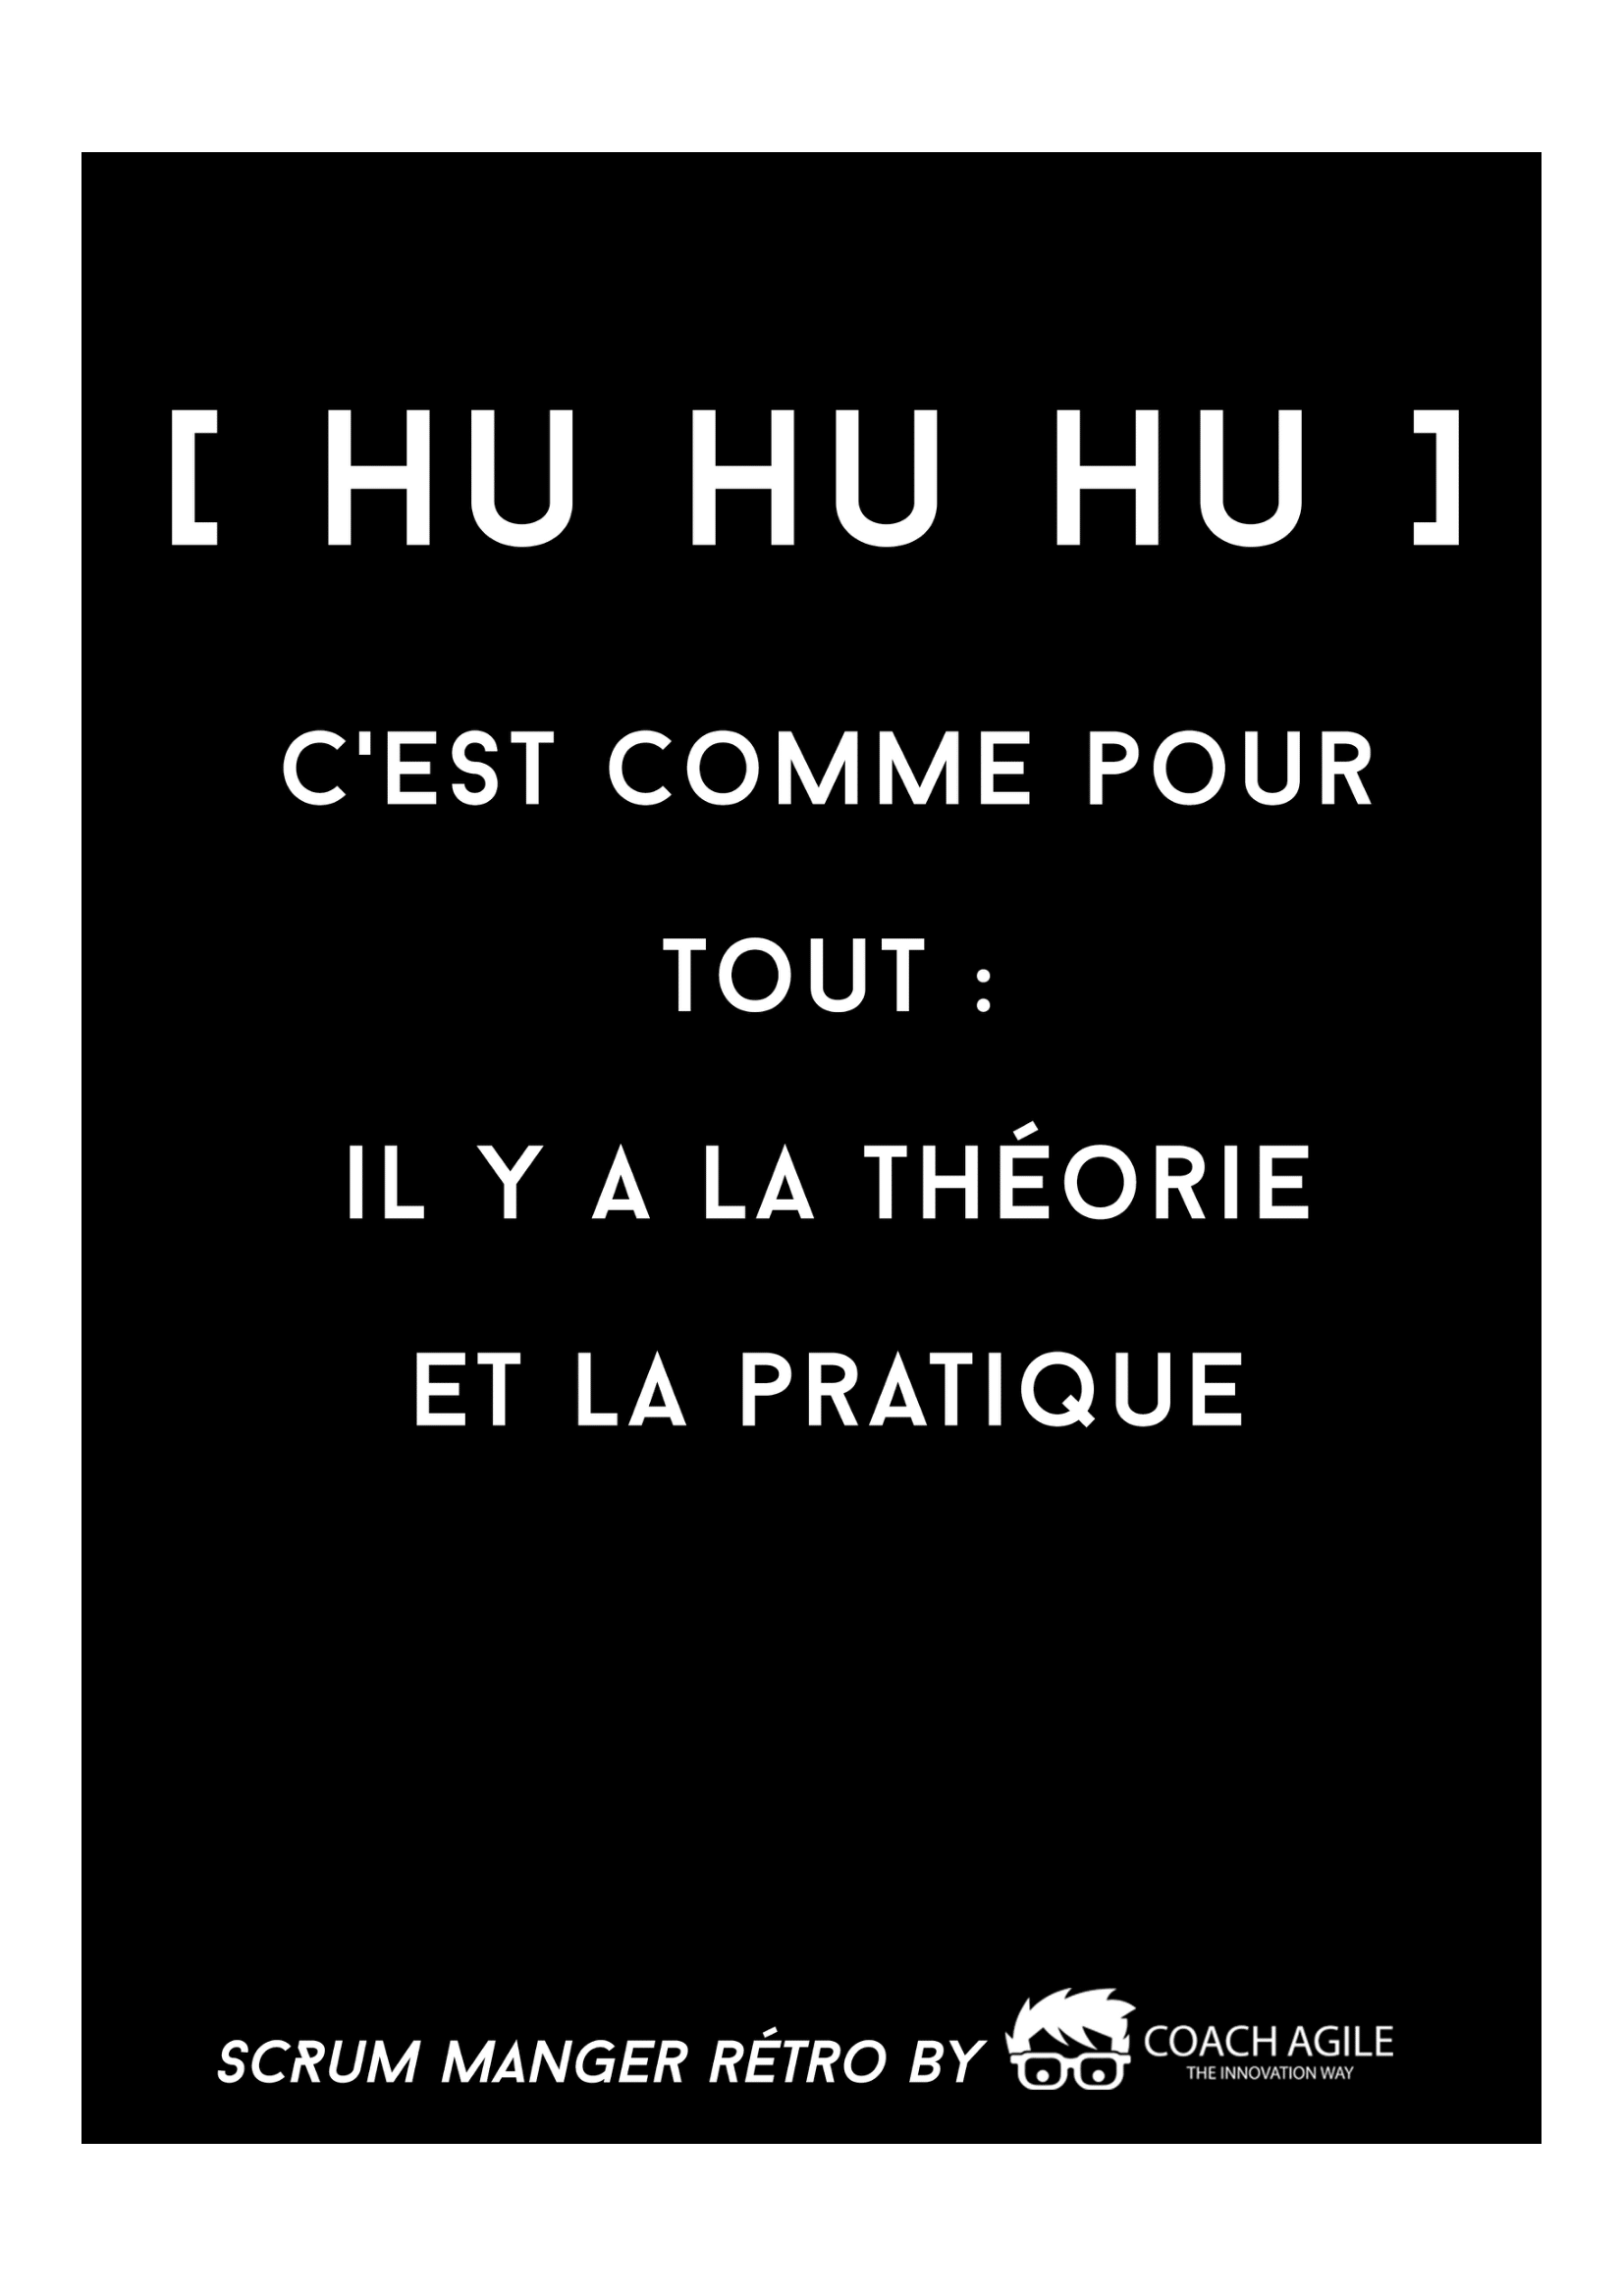 [ HU HU HU ]
C'EST COMME POUR
TOUT :
IL Y A LA THÉORIE
ET LA PRATIQUE
SCRUM MANGER RÉTRO BY
COACH AGILE
THE INNOVATION WAY